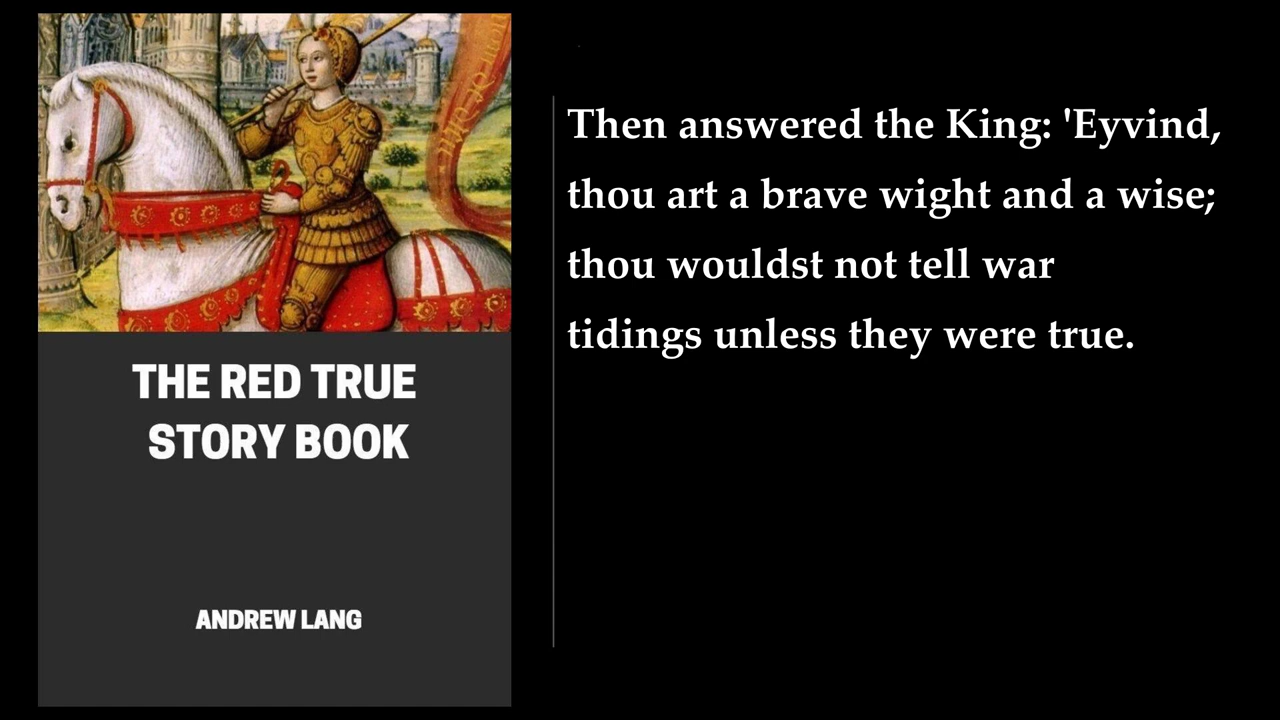 THE RED TRUE
STORY BOOK
ANDREW LANG
Then answered the King: 'Eyvind,
thou art a brave wight and a wise;
thou wouldst not tell war
tidings unless they were true.